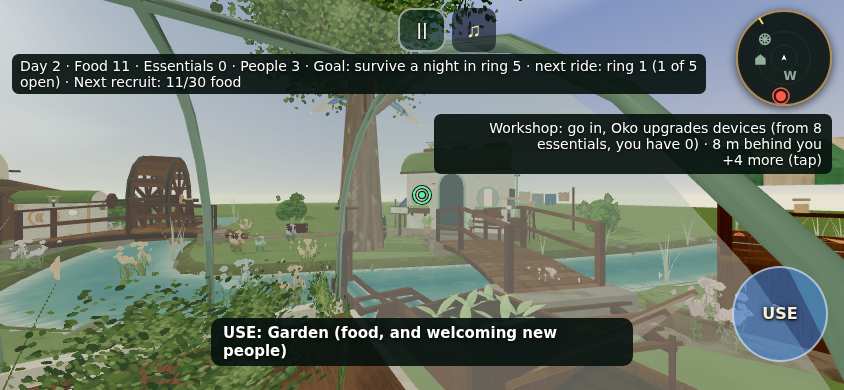 Day 2 · Food 11 · Essentials 0 · People 3 · Goal: survive a night in ring 5 · next ride: ring 1 (1 of 5
open) · Next recruit: 11/30 food
W
Workshop: go in, Oko upgrades devices (from 8
essentials, you have 0) · 8 m behind you
+4 more (tap)
USE
USE: Garden (food, and welcoming new
people)